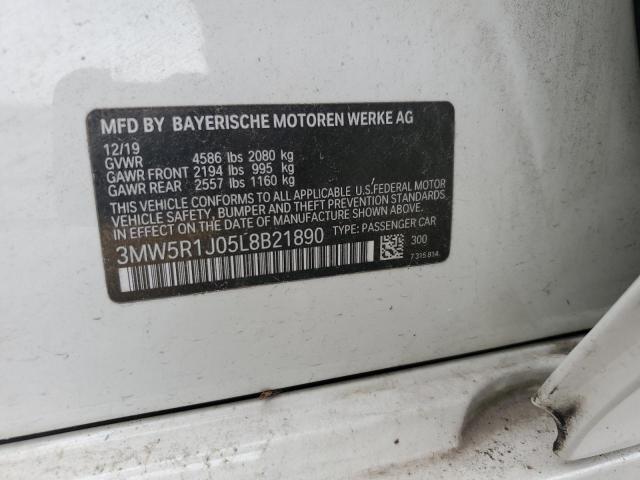 MFD BY BAYERISCHE MOTOREN WERKE AG
12/19
GVWR 4586 lbs 2080 kg
GAWR FRONT 2194 lbs 995 kg
GAWR REAR 2557 lbs 1160 kg
THIS VEHICLE CONFORMS TO ALL APPLICABLE U.S.FEDERAL MOTOR
VEHICLE SAFETY, BUMPER AND THEFT PREVENTION STANDARDS
IN EFFECT ON THE DATE OF MANUFACTURE SHOWN ABOVE.
3MW5R1J05L8B21890 TYPE: PASSENGER CAR
300
7 315 814